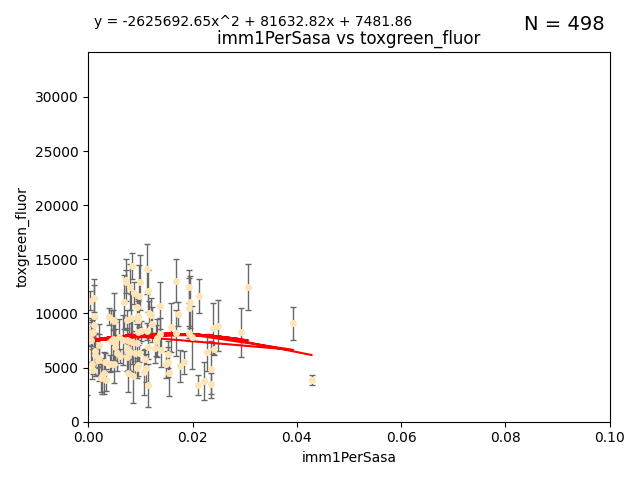 y = -2625692.65x^2 + 81632.82x + 7481.86
N = 498
imm1PerSasa vs toxgreen_fluor
30000
25000
20000
15000
10000
5000
0
toxgreen_fluor
0.00 0.02 0.04 0.06 0.08 0.10
imm1PerSasa